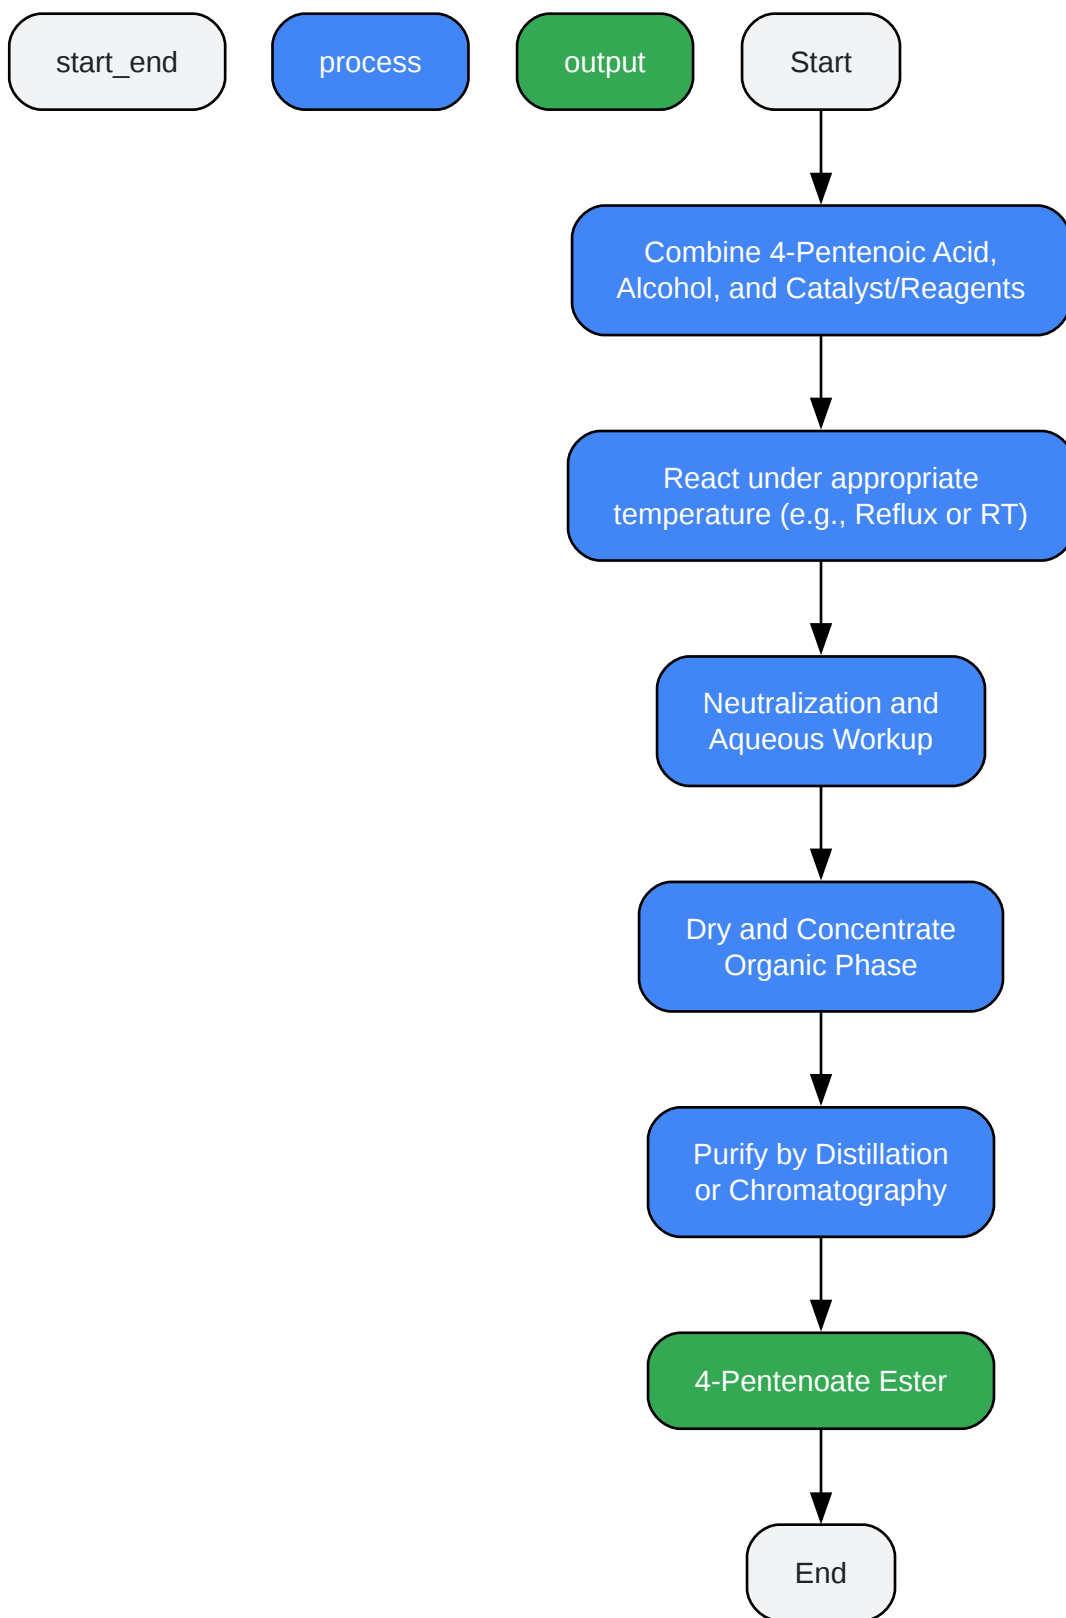 start_end
process
output
Start
Combine 4-Pentenoic Acid,
Alcohol, and Catalyst/Reagents
React under appropriate
temperature (e.g., Reflux or RT)
Neutralization and
Aqueous Workup
Dry and Concentrate
Organic Phase
Purify by Distillation
or Chromatography
4-Pentenoate Ester
End